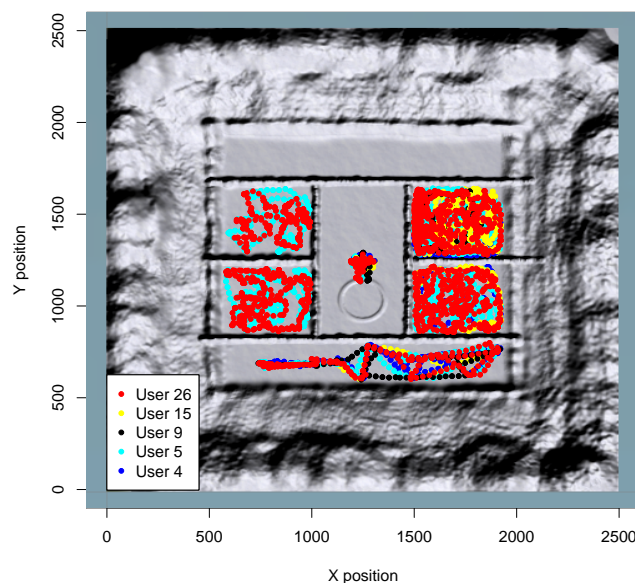 2500
2000
1500
1000
500
0
Y position
User 26
User 15
User 9
User 5
User 4
0 500 1000 1500 2000 2500
X position